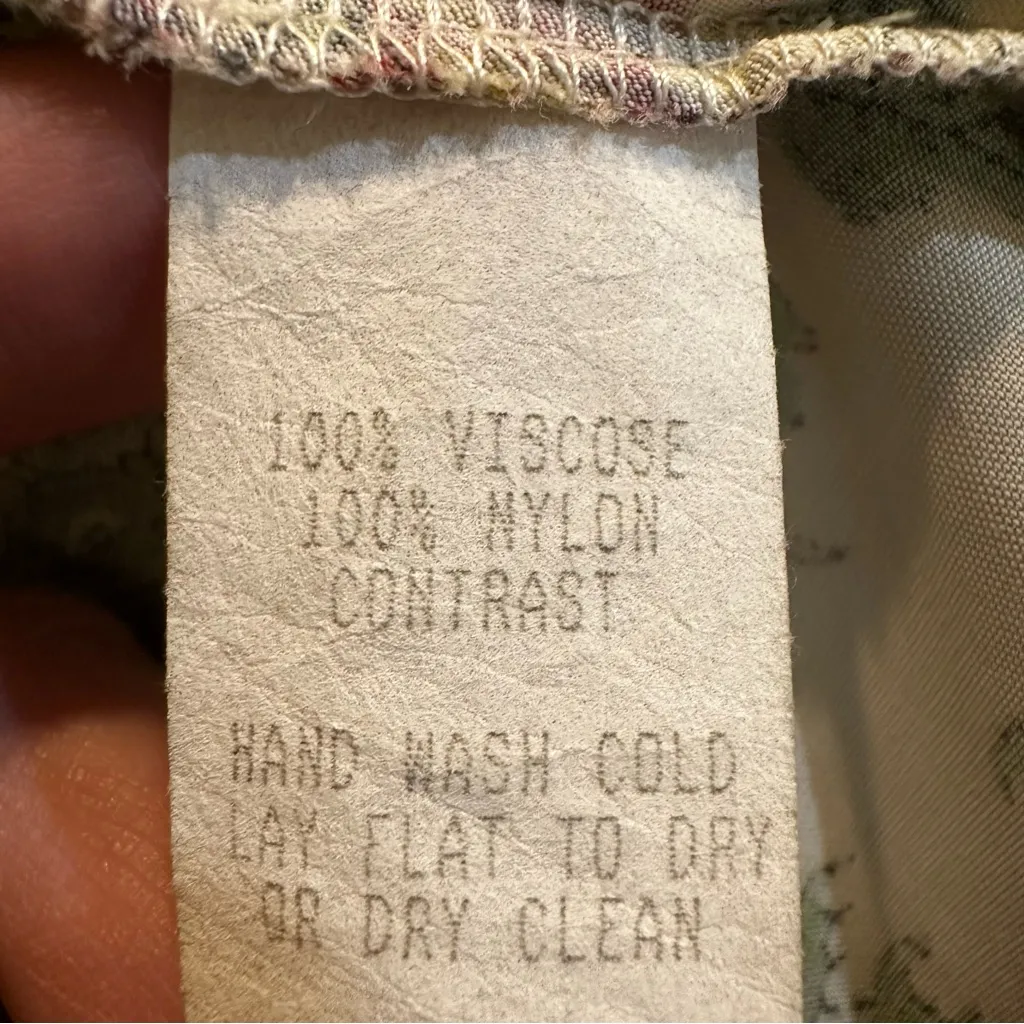 100% VISCOSE
100% NYLON
CONTRAST
HAND WASH COLD
LAY FLAT TO DRY
OR DRY CLEAN